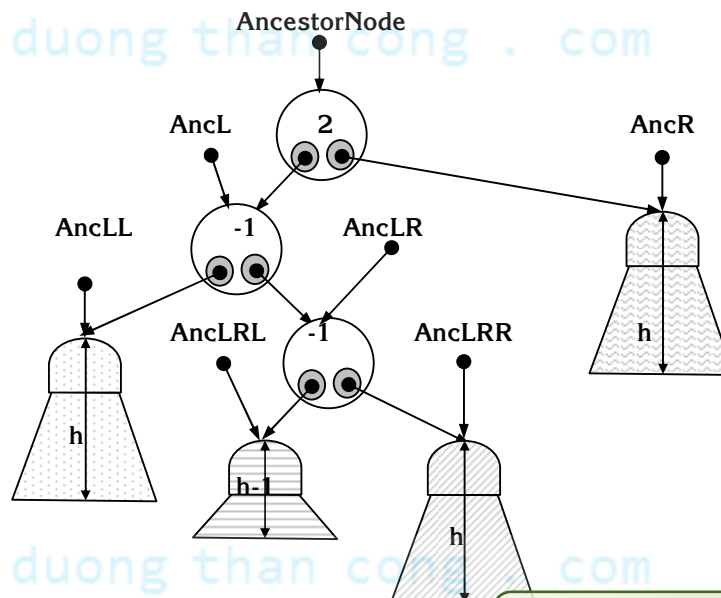 AncestorNode
duong than cong . com
2
AncL
AncR
-1
AncLL
AncLR
-1
AncLRL
AncLRR
h
h
h-1
h
duong than cong . com